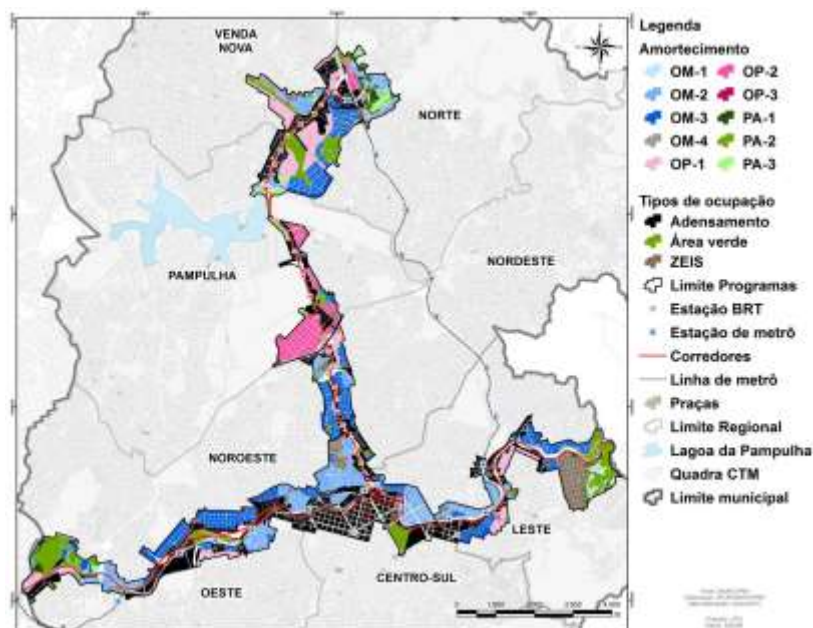 VENDA
NOVA
NORTE
PAMPULHA
NORDESTE
NOROESTE
LESTE
CENTRO-SUL
OESTE
Legenda
Amortecimento
OM-1 OP-2
OM-2 OP-3
OM-3 PA-1
OM-4 PA-2
OP-1 PA-3
Tipos de ocupação
Adensamento
Área verde
ZEIS
Limite Programas
Estação BRT
Estação de metrô
Corredores
Linha de metrô
Praças
Limite Regional
Lagoa da Pampulha
Quadra CTM
Limite municipal